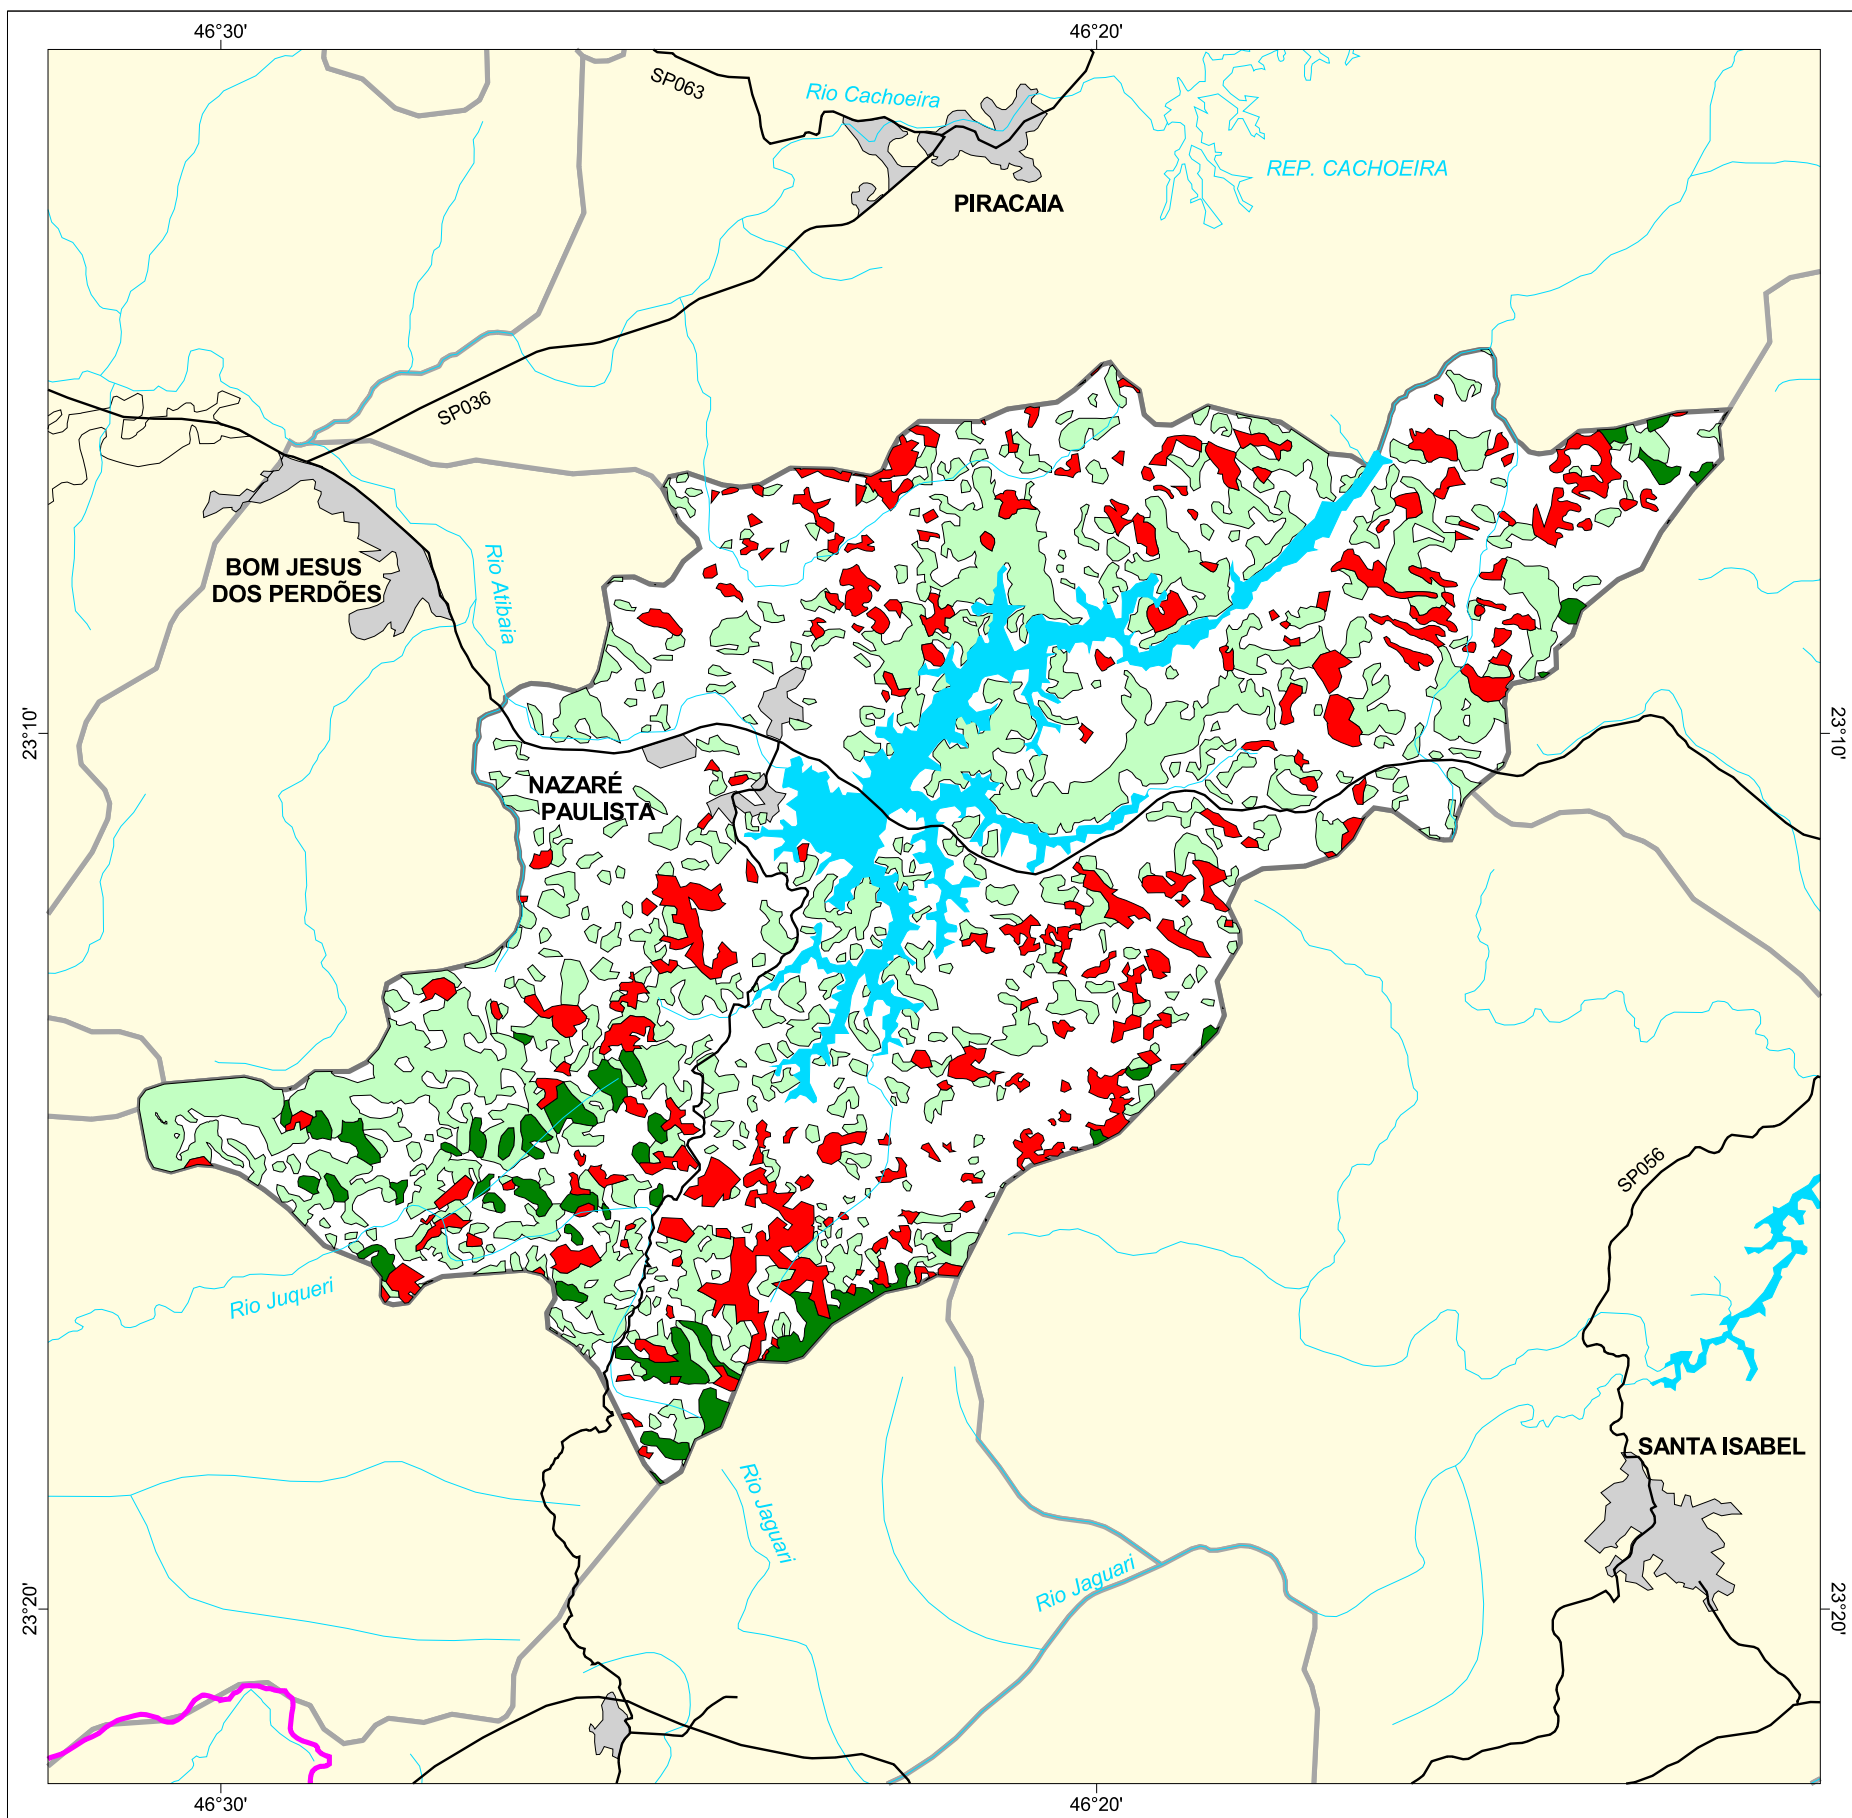 46°30'
46°20'
SP063
Rio Cachoeira
REP. CACHOEIRA
PIRACAIA
SP036
BOM JESUS
DOS PERDÕES
Rio Atibaia
23°10'
23°10'
NAZARÉ
PAULISTA
SP056
Rio Juqueri
SANTA ISABEL
Rio Jaguari
Rio Jaguari
23°20'
23°20'
46°30'
46°20'